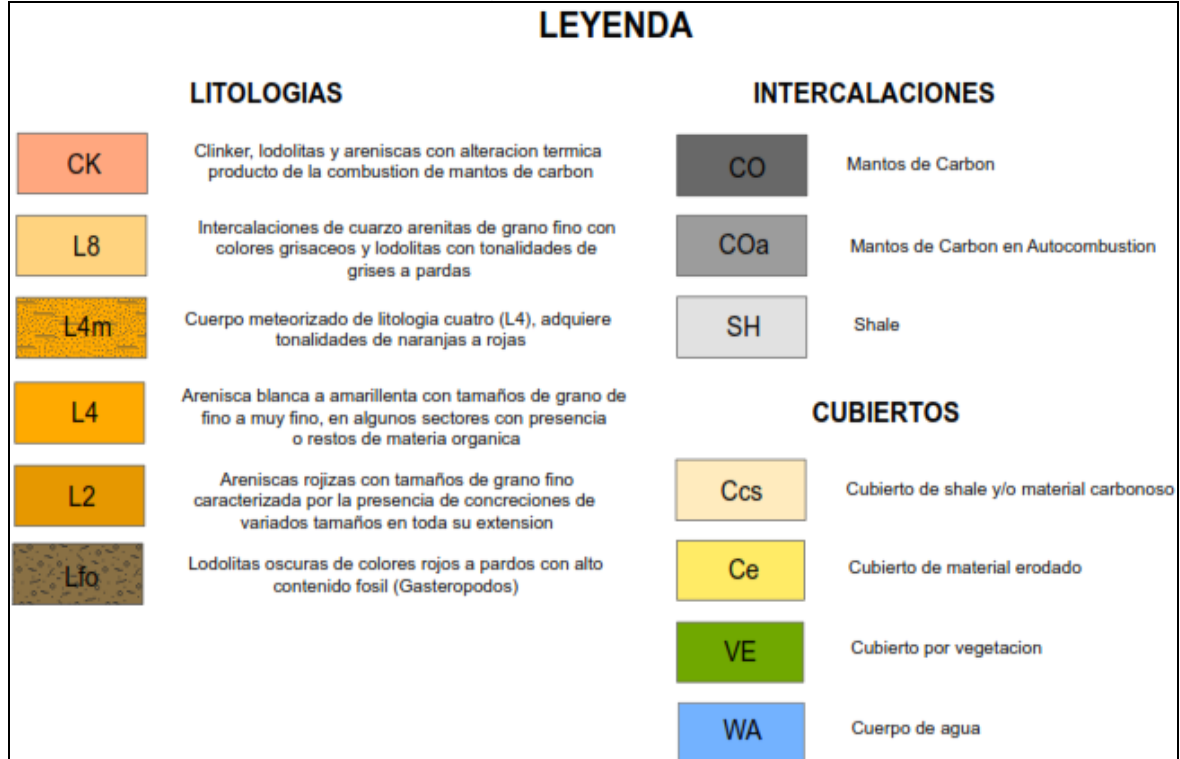 LEYENDA
LITOLOGIAS
CK
Clinker, lodolitas y areniscas con alteracion termica
producto de la combustion de mantos de carbon
L8
Intercalaciones de cuarzo arenitas de grano fino con
colores grisaceos y lodolitas con tonalidades de
grises a pardas
L4m
Cuerpo meteorizado de litologia cuatro (L4), adquiere
tonalidades de naranjas a rojas
L4
Arenisca blanca a amarillenta con tamaños de grano de
fino a muy fino, en algunos sectores con presencia
o restos de materia organica
L2
Areniscas rojizas con tamaños de grano fino
caracterizada por la presencia de concreciones de
variados tamaños en toda su extension
Lfo
Lodolitas oscuras de colores rojos a pardos con alto
contenido fosil (Gasteropodos)
INTERCALACIONES
CO
Mantos de Carbon
COa
Mantos de Carbon en Autocombustion
SH
Shale
CUBIERTOS
Ccs
Cubierto de shale y/o material carbonoso
Ce
Cubierto de material erodado
VE
Cubierto por vegetacion
WA
Cuerpo de agua